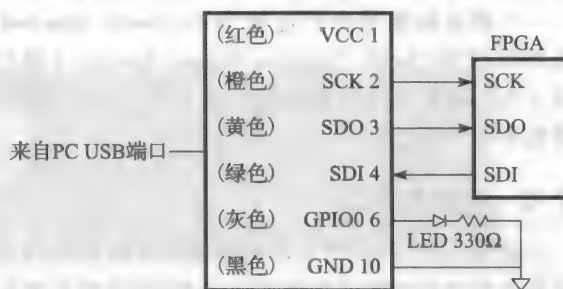 (红色) VCC 1
(橙色) SCK 2
(黄色) SDO 3
(绿色) SDI 4
(灰色) GPIO0 6
(黑色) GND 10
来自PC USB端口
FPGA
SCK
SDO
SDI
LED 330Ω